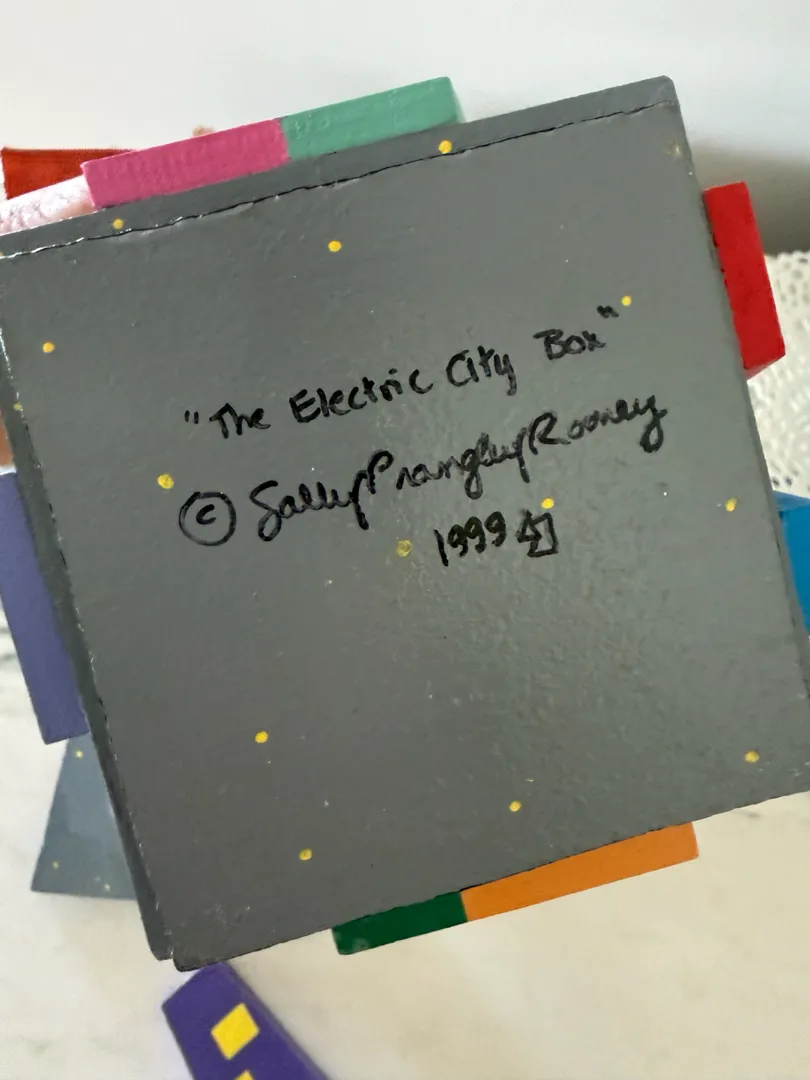 "The Electric City Box"
© Sally Prangley Rooney
1999